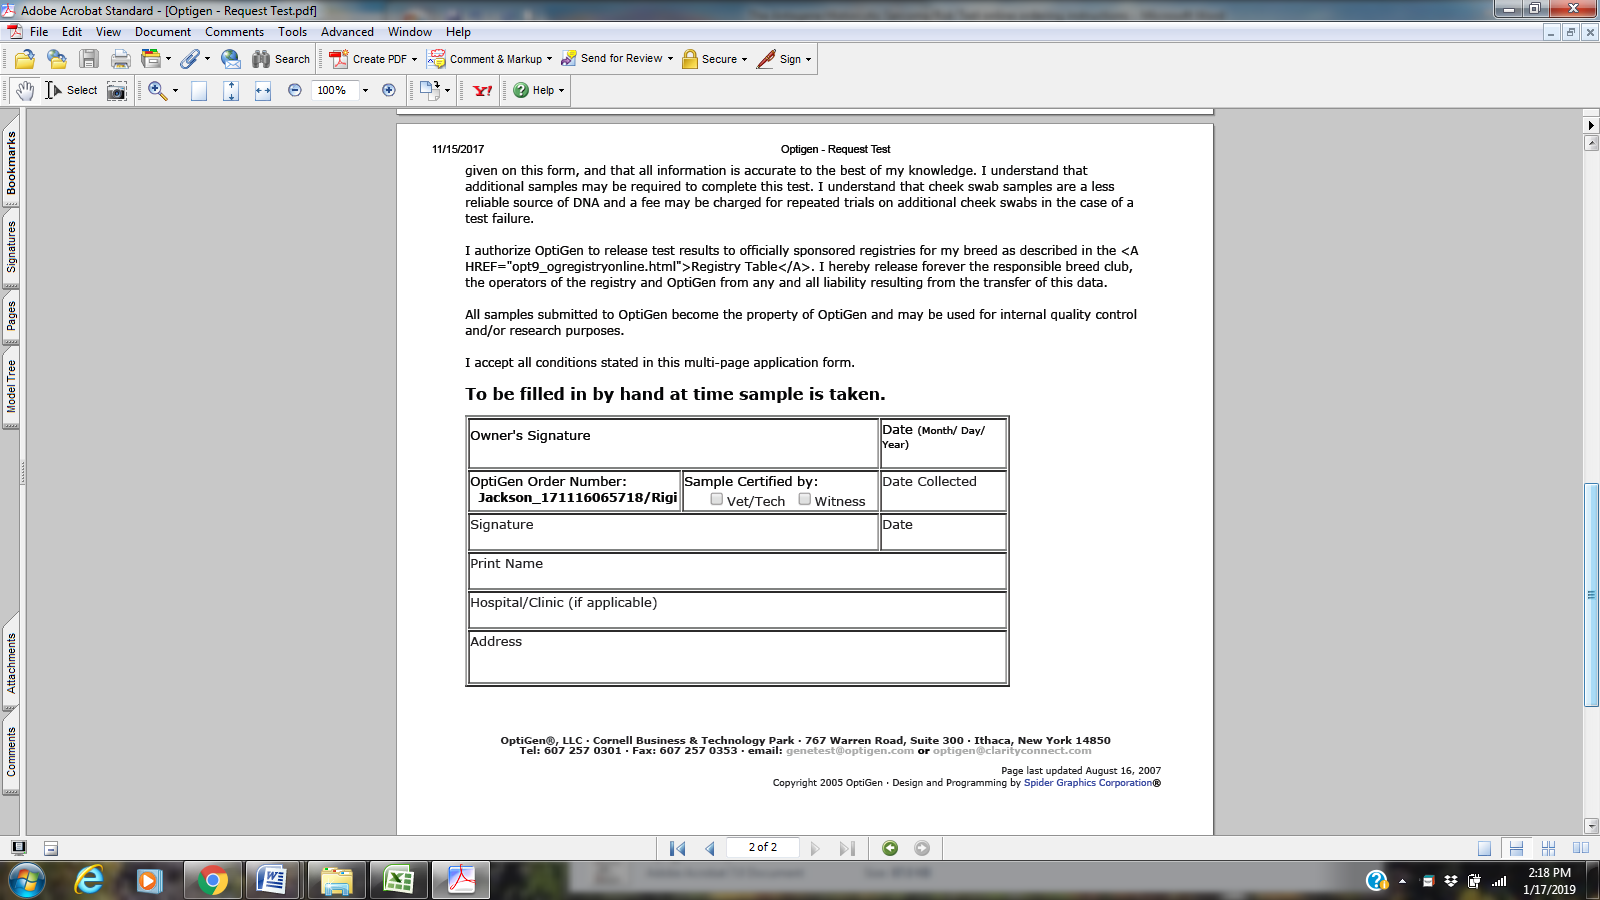 Adobe Acrobat Standard - [Optigen - Request Test.pdf]
File Edit View Document Comments Tools Advanced Window Help
Search Create PDF Comment & Markup Send for Review Secure Sign
Select 100% Y! Help
Bookmarks
Signatures
Pages
Model Tree
Attachments
Comments
11/15/2017 Optigen - Request Test
given on this form, and that all information is accurate to the best of my knowledge. I understand that
additional samples may be required to complete this test. I understand that cheek swab samples are a less
reliable source of DNA and a fee may be charged for repeated trials on additional cheek swabs in the case of a
test failure.
I authorize OptiGen to release test results to officially sponsored registries for my breed as described in the <A
HREF="opt9_ogregistryonline.html">Registry Table</A>. I hereby release forever the responsible breed club,
the operators of the registry and OptiGen from any and all liability resulting from the transfer of this data.
All samples submitted to OptiGen become the property of OptiGen and may be used for internal quality control
and/or research purposes.
I accept all conditions stated in this multi-page application form.
To be filled in by hand at time sample is taken.
Owner's Signature
Date (Month/ Day/
Year)
OptiGen Order Number:
Jackson_171116065718/Rigi
Sample Certified by:
Vet/Tech Witness
Date Collected
Signature
Date
Print Name
Hospital/Clinic (if applicable)
Address
OptiGen®, LLC · Cornell Business & Technology Park · 767 Warren Road, Suite 300 · Ithaca, New York 14850
Tel: 607 257 0301 · Fax: 607 257 0353 · email: genetest@optigen.com or optigen@clarityconnect.com
Page last updated August 16, 2007
Copyright 2005 OptiGen · Design and Programming by Spider Graphics Corporation®
2 of 2
2:18 PM
1/17/2019